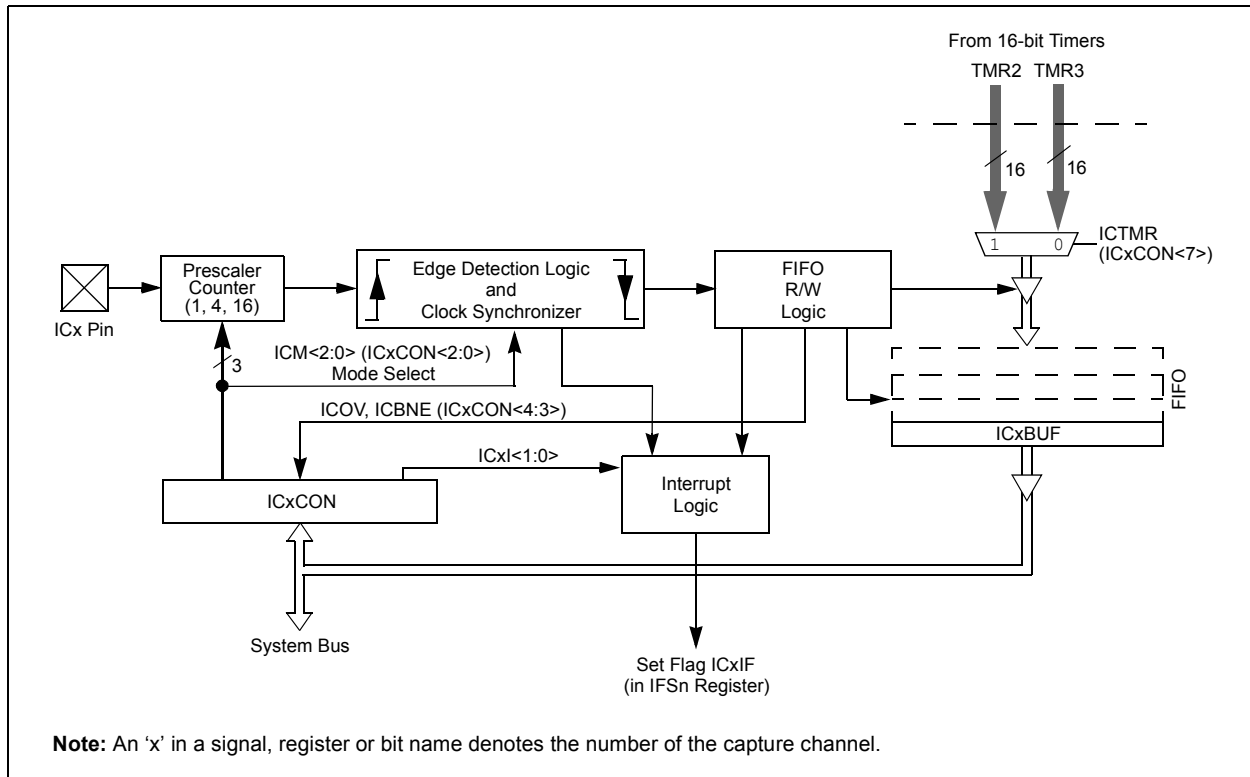 From 16-bit Timers
TMR2 TMR3
16 16
1 0
ICTMR
(ICxCON<7>)
ICx Pin
Prescaler
Counter
(1, 4, 16)
Edge Detection Logic
and
Clock Synchronizer
FIFO
R/W
Logic
3
ICM<2:0> (ICxCON<2:0>)
Mode Select
FIFO
ICOV, ICBNE (ICxCON<4:3>)
ICxBUF
ICxI<1:0>
ICxCON
Interrupt
Logic
System Bus
Set Flag ICxIF
(in IFSn Register)
Note: An ‘x’ in a signal, register or bit name denotes the number of the capture channel.